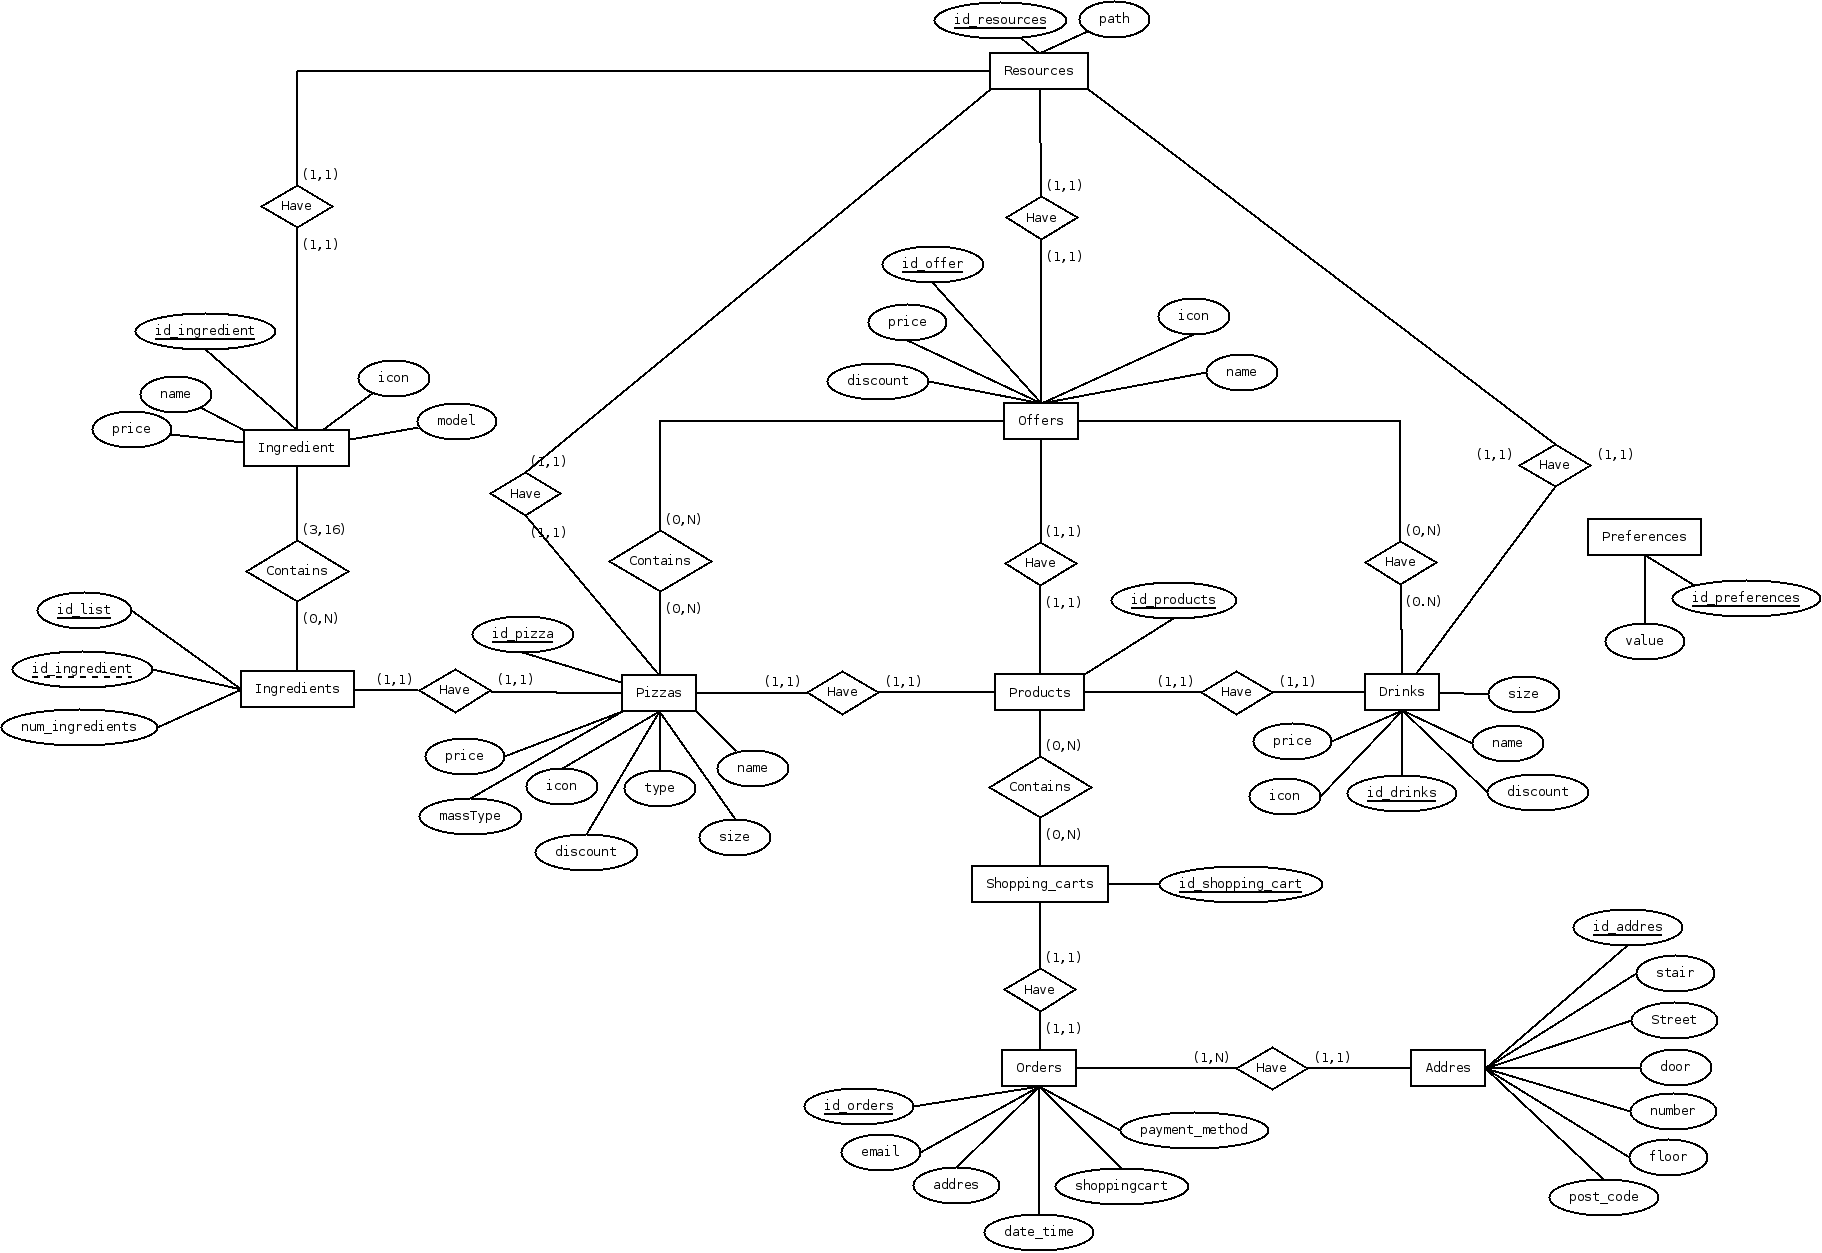 id_resources
path
Resources
(1,1)
Have
(1,1)
(1,1)
Have
(1,1)
id_offer
price
discount
icon
name
Offers
id_ingredient
name
price
icon
model
Ingredient
(1,1)
Have
(1,1)
(1,1)
Have
(1,1)
(3,16)
Contains
(0,N)
(0,N)
Contains
(0,N)
(1,1)
Have
(1,1)
(0,N)
Have
(0.N)
Preferences
id_preferences
value
id_list
id_ingredient
num_ingredients
Ingredients
(1,1)
Have
(1,1)
id_pizza
Pizzas
(1,1)
Have
(1,1)
id_products
Products
(1,1)
Have
(1,1)
Drinks
size
price
massType
icon
discount
type
size
name
price
icon
id_drinks
name
discount
(0,N)
Contains
(0,N)
Shopping_carts
id_shopping_cart
(1,1)
Have
(1,1)
Orders
(1,N)
Have
(1,1)
Addres
id_addres
stair
Street
door
number
floor
post_code
id_orders
email
addres
date_time
shoppingcart
payment_method